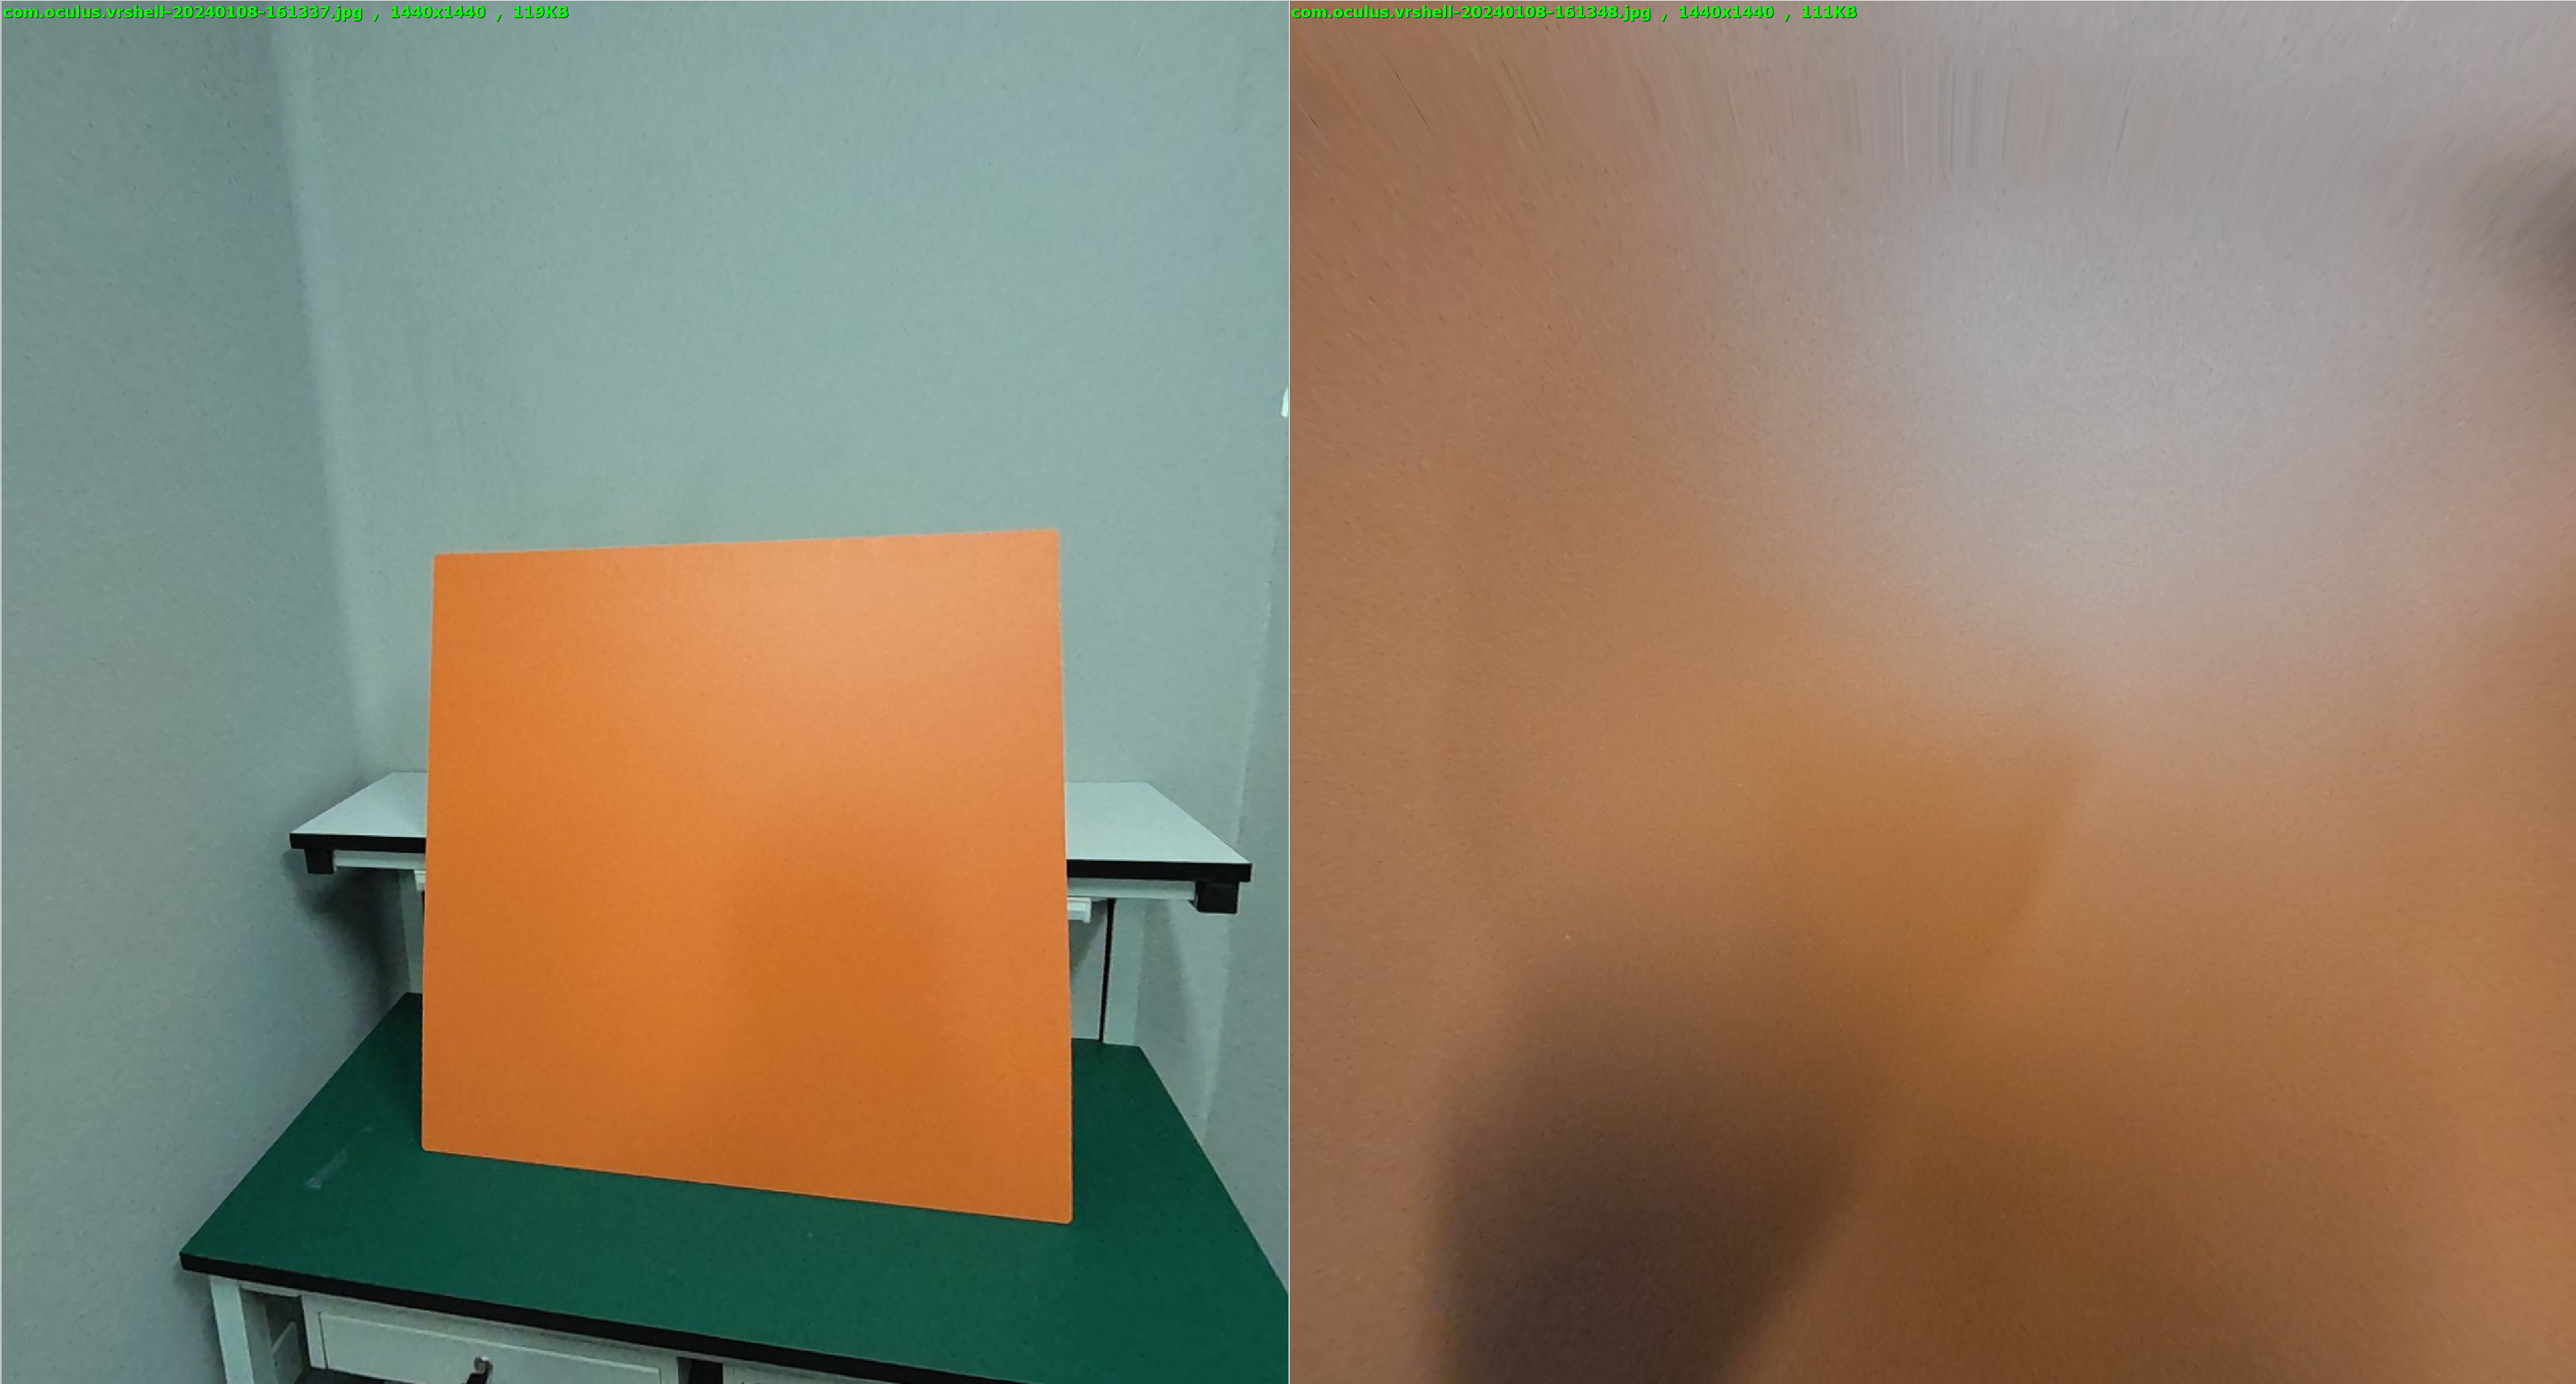 com.oculus.vrshell-20240108-161337.jpg , 1440x1440 , 119KB
com.oculus.vrshell-20240108-161348.jpg , 1440x1440 , 111KB